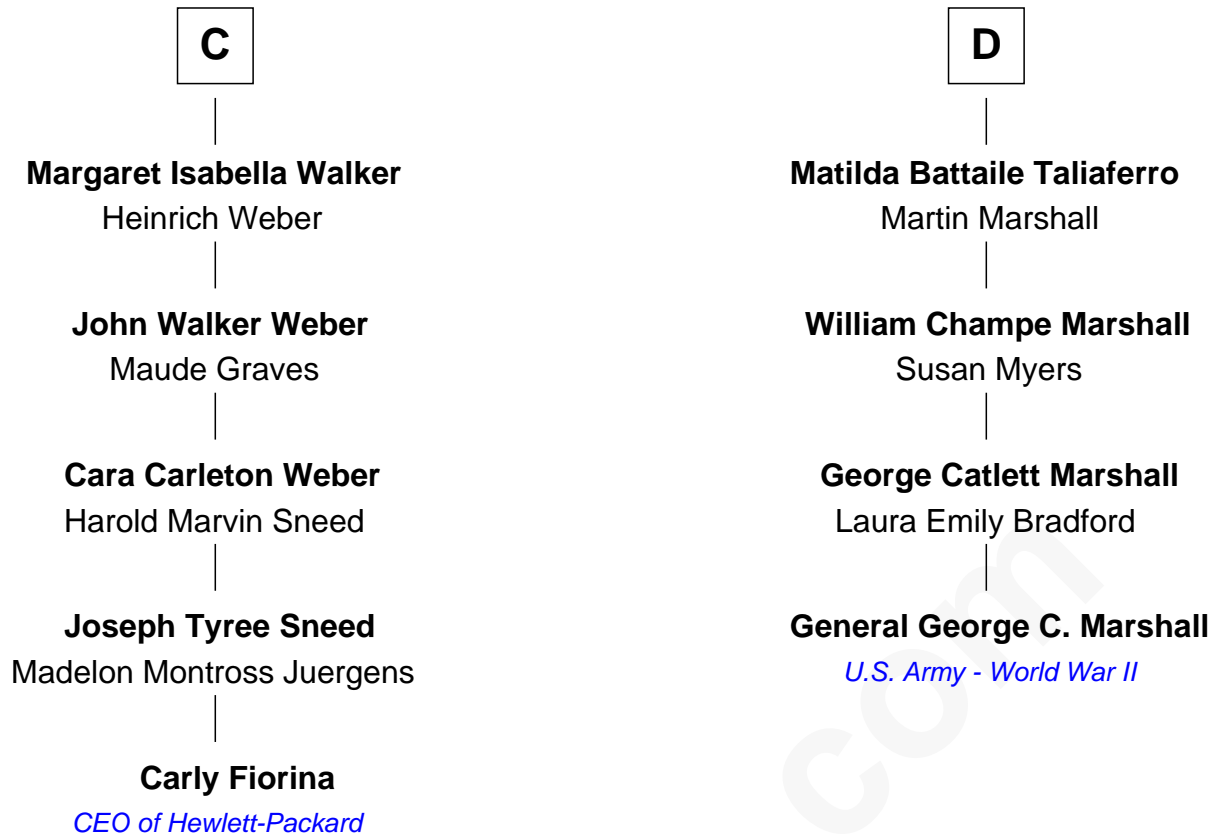 C
Margaret Isabella Walker
Heinrich Weber
John Walker Weber
Maude Graves
Cara Carleton Weber
Harold Marvin Sneed
Joseph Tyree Sneed
Madelon Montross Juergens
Carly Fiorina
CEO of Hewlett-Packard
D
Matilda Battaile Taliaferro
Martin Marshall
William Champe Marshall
Susan Myers
George Catlett Marshall
Laura Emily Bradford
General George C. Marshall
U.S. Army - World War II
com